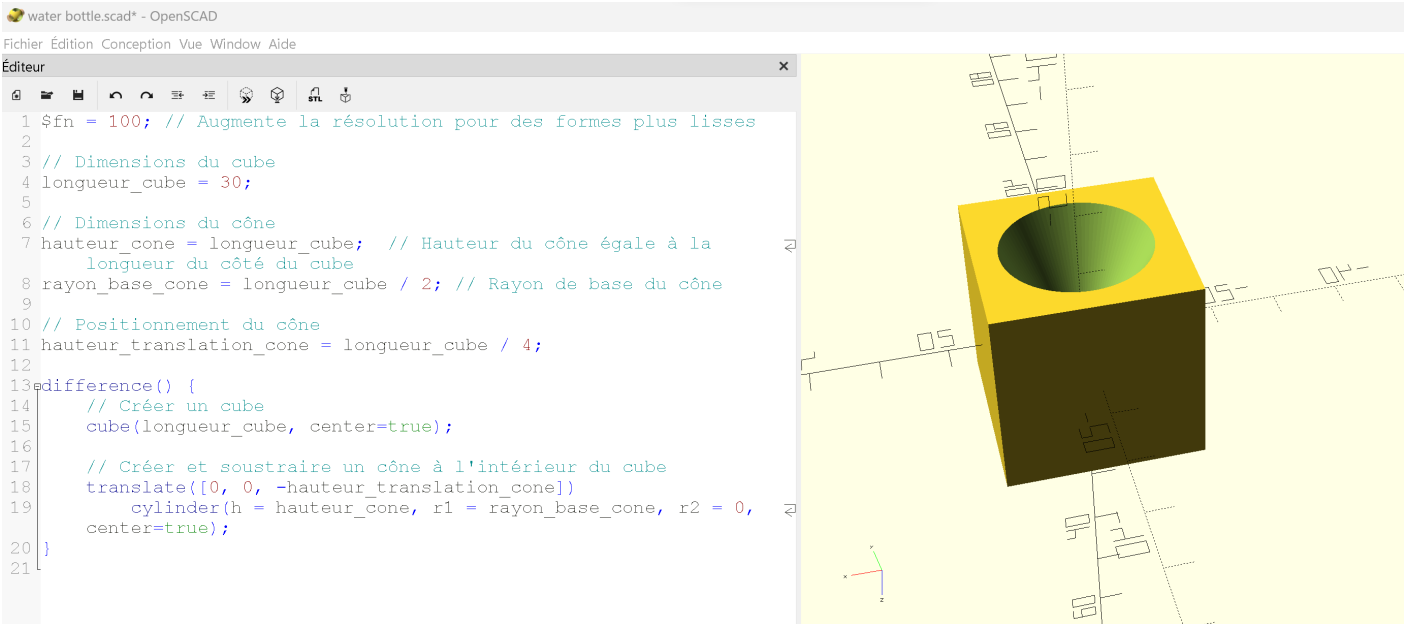 water bottle.scad* - OpenSCAD
Fichier Édition Conception Vue Window Aide
Éditeur
STL
1 $fn = 100; // Augmente la résolution pour des formes plus lisses
2
3 // Dimensions du cube
4 longueur_cube = 30;
5
6 // Dimensions du cône
7 hauteur_cone = longueur_cube;  // Hauteur du cône égale à la
longueur du côté du cube
8 rayon_base_cone = longueur_cube / 2; // Rayon de base du cône
9
10 // Positionnement du cône
11 hauteur_translation_cone = longueur_cube / 4;
12
13 difference() {
14 // Créer un cube
15 cube(longueur_cube, center=true);
16
17 // Créer et soustraire un cône à l'intérieur du cube
18 translate([0, 0, -hauteur_translation_cone])
19 cylinder(h = hauteur_cone, r1 = rayon_base_cone, r2 = 0,
center=true);
20 }
21
x
y
z